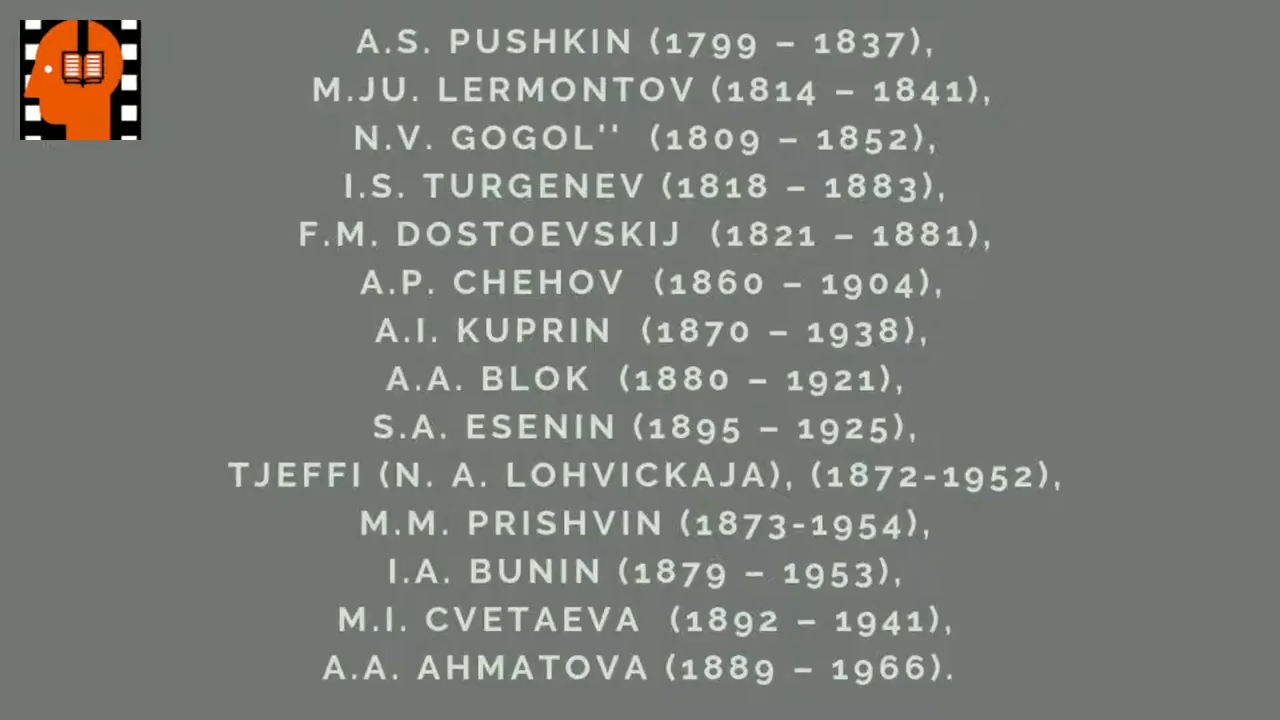 A.S. PUSHKIN (1799 – 1837),
M.JU. LERMONTOV (1814 – 1841),
N.V. GOGOL'' (1809 – 1852),
I.S. TURGENEV (1818 – 1883),
F.M. DOSTOEVSKIJ (1821 – 1881),
A.P. CHEHOV (1860 – 1904),
A.I. KUPRIN (1870 – 1938),
A.A. BLOK (1880 – 1921),
S.A. ESENIN (1895 – 1925),
TJEFFI (N. A. LOHVICKAJA), (1872-1952),
M.M. PRISHVIN (1873-1954),
I.A. BUNIN (1879 – 1953),
M.I. CVETAEVA (1892 – 1941),
A.A. AHMATOVA (1889 – 1966).